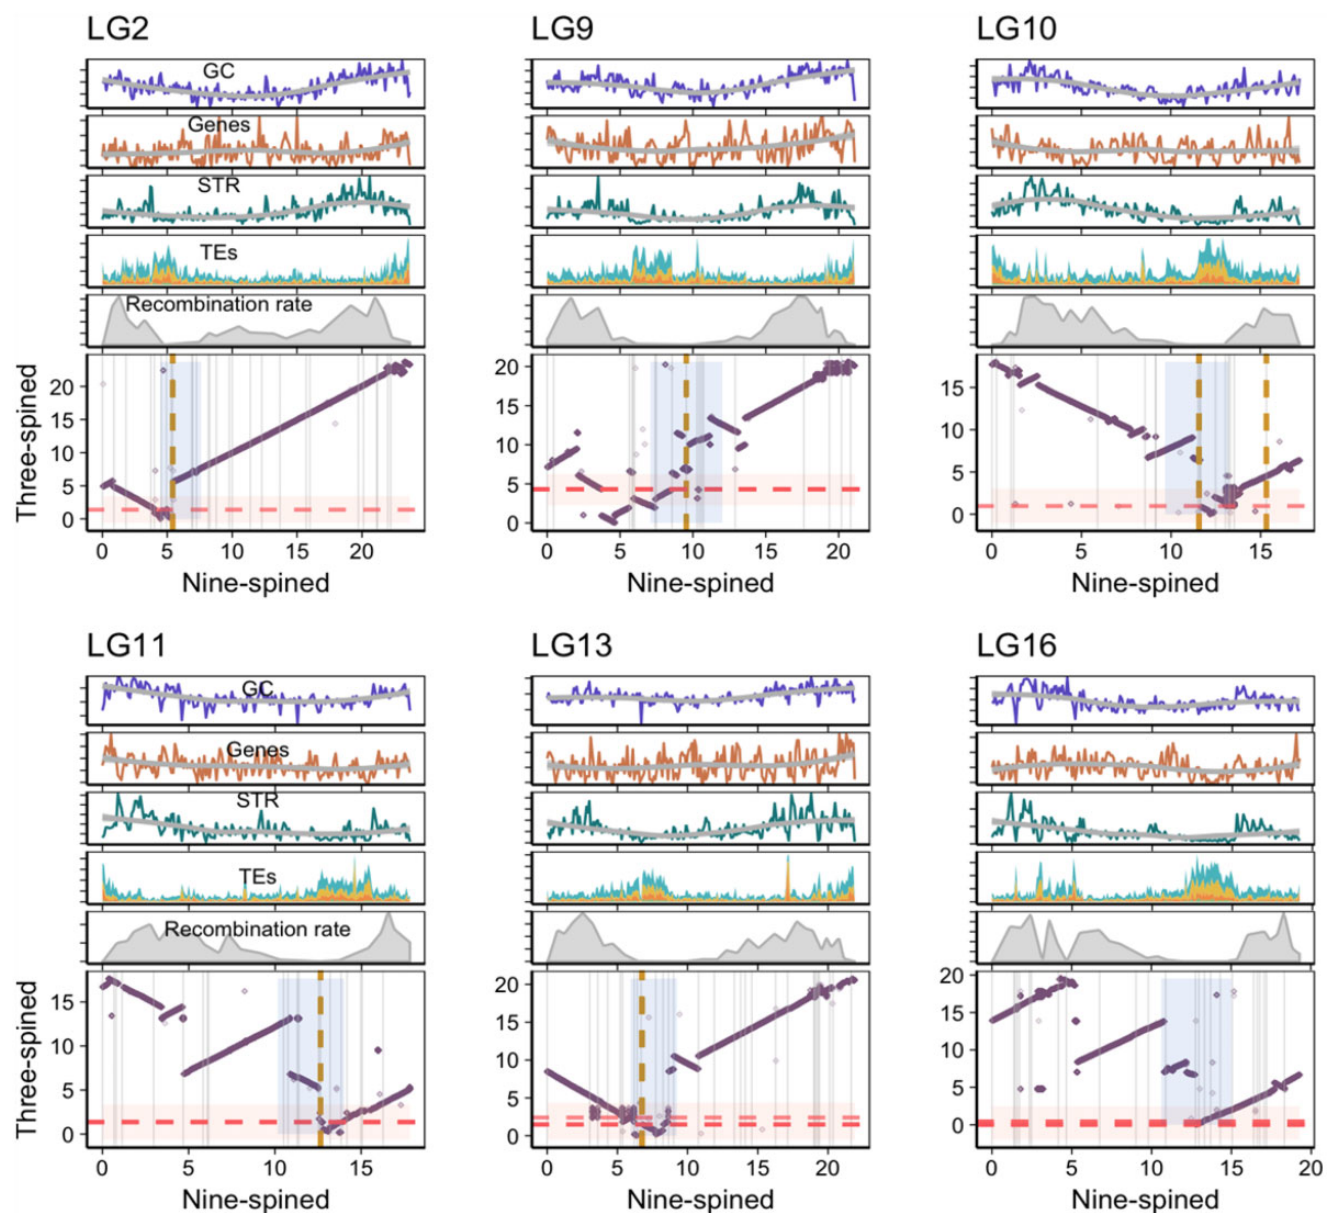 LG2 LG9 LG10
GC
Genes
STR
TEs
Recombination rate
Three-spined
20
15
10
5
0
20
15
10
5
0
15
10
5
0
0 5 10 15 20
0 5 10 15 20
0 5 10 15
Nine-spined Nine-spined Nine-spined
LG11 LG13 LG16
GC
Genes
STR
TEs
Recombination rate
Three-spined
15
10
5
0
20
15
10
5
0
20
15
10
5
0
0 5 10 15
0 5 10 15 20
0 5 10 15 20
Nine-spined Nine-spined Nine-spined